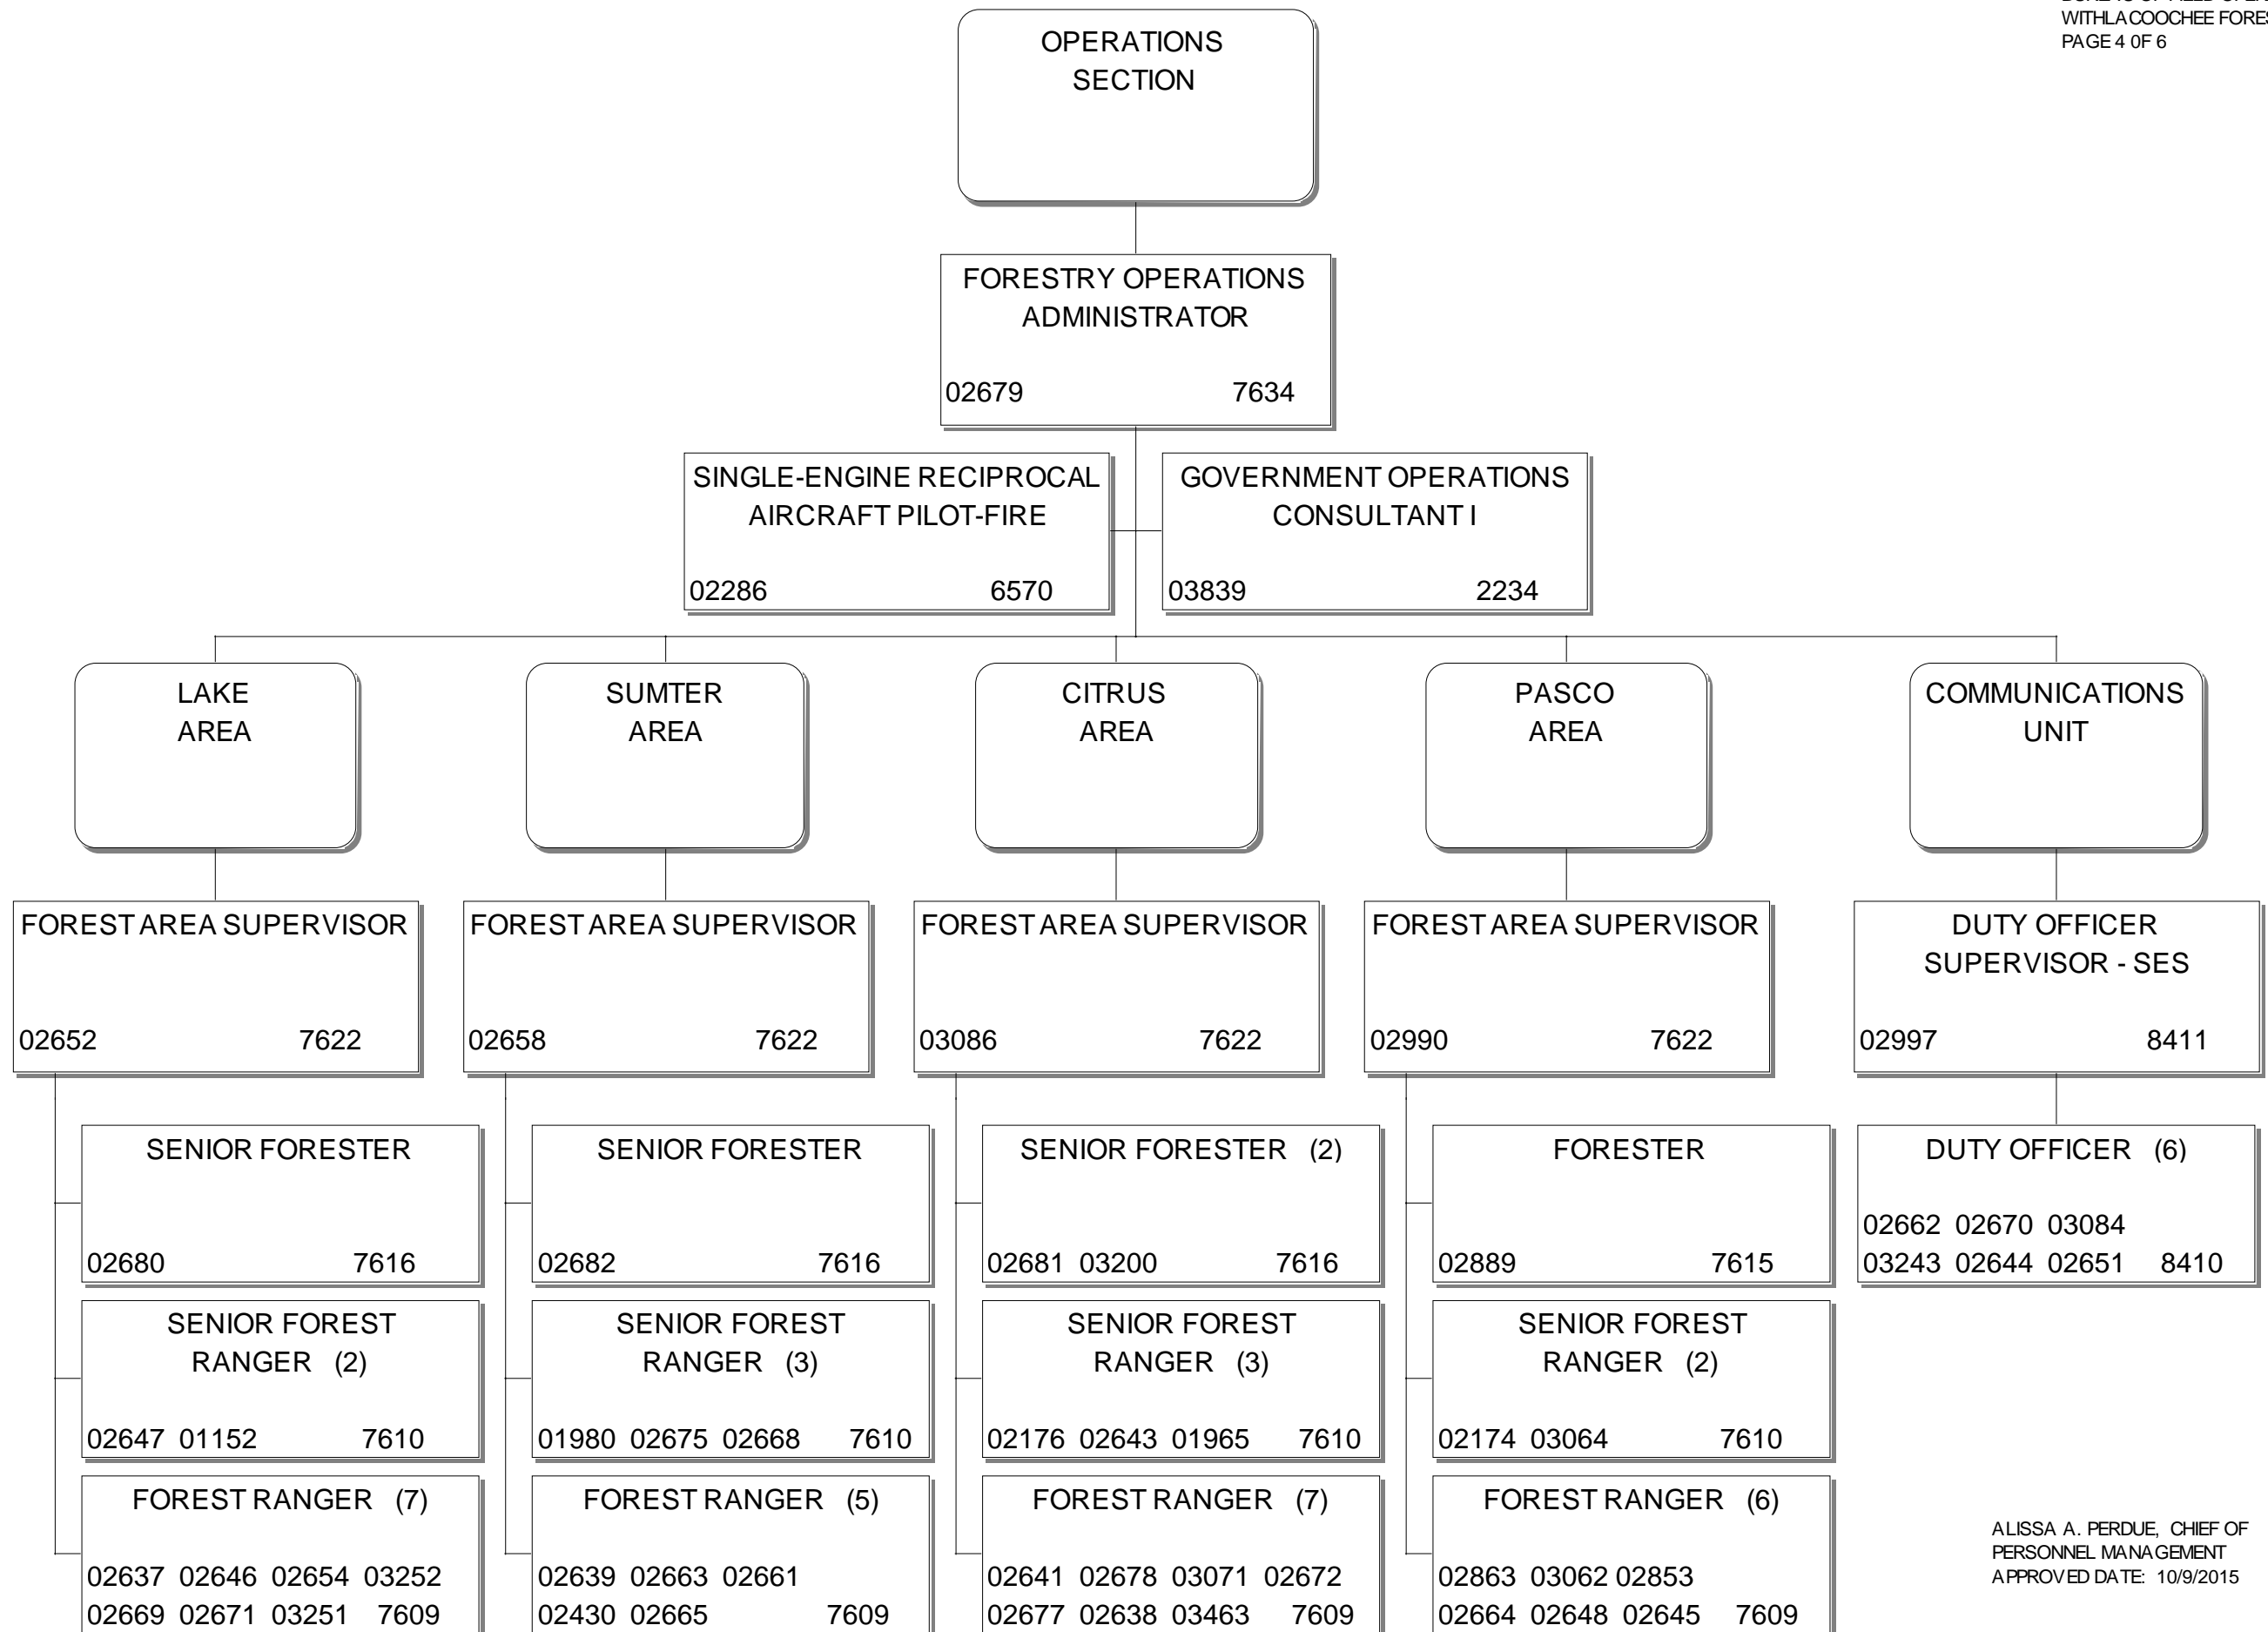 WITHLACOOCHEE FORES
PAGE 4 0F 6
OPERATIONS
SECTION
FORESTRY OPERATIONS
ADMINISTRATOR
02679 7634
SINGLE-ENGINE RECIPROCAL
AIRCRAFT PILOT-FIRE
02286 6570
GOVERNMENT OPERATIONS
CONSULTANT I
03839 2234
LAKE
AREA
SUMTER
AREA
CITRUS
AREA
PASCO
AREA
COMMUNICATIONS
UNIT
FOREST AREA SUPERVISOR
02652 7622
FOREST AREA SUPERVISOR
02658 7622
FOREST AREA SUPERVISOR
03086 7622
FOREST AREA SUPERVISOR
02990 7622
DUTY OFFICER
SUPERVISOR - SES
02997 8411
SENIOR FORESTER
02680 7616
SENIOR FORESTER
02682 7616
SENIOR FORESTER (2)
02681 03200 7616
FORESTER
02889 7615
DUTY OFFICER (6)
02662 02670 03084
03243 02644 02651 8410
SENIOR FOREST
RANGER (2)
02647 01152 7610
SENIOR FOREST
RANGER (3)
01980 02675 02668 7610
SENIOR FOREST
RANGER (3)
02176 02643 01965 7610
SENIOR FOREST
RANGER (2)
02174 03064 7610
FOREST RANGER (7)
02637 02646 02654 03252
02669 02671 03251 7609
FOREST RANGER (5)
02639 02663 02661
02430 02665 7609
FOREST RANGER (7)
02641 02678 03071 02672
02677 02638 03463 7609
FOREST RANGER (6)
02863 03062 02853
02664 02648 02645 7609
ALISSA A. PERDUE, CHIEF OF
PERSONNEL MANAGEMENT
APPROVED DATE: 10/9/2015